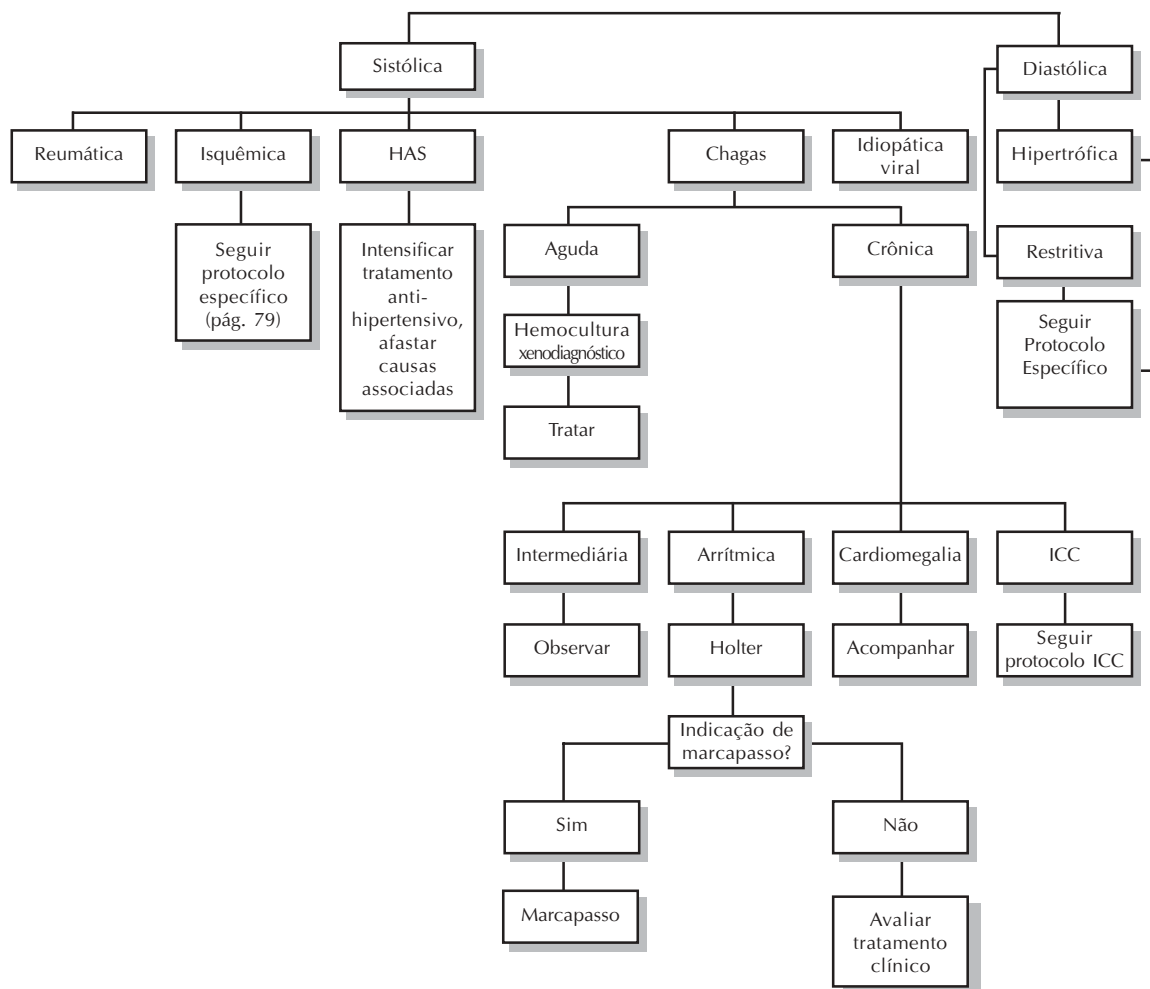 Sistólica
Diastólica
Reumática
Isquêmica
HAS
Chagas
Idiopática
viral
Hipertrófica
Seguir
protocolo
específico
(pág. 79)
Intensificar
tratamento
anti-
hipertensivo,
afastar
causas
associadas
Aguda
Crônica
Restritiva
Hemocultura
xenodiagnóstico
Seguir
Protocolo
Específico
Tratar
Intermediária
Arrítmica
Cardiomegalia
ICC
Observar
Holter
Acompanhar
Seguir
protocolo ICC
Indicação de
marcapasso?
Sim
Não
Marcapasso
Avaliar
tratamento
clínico